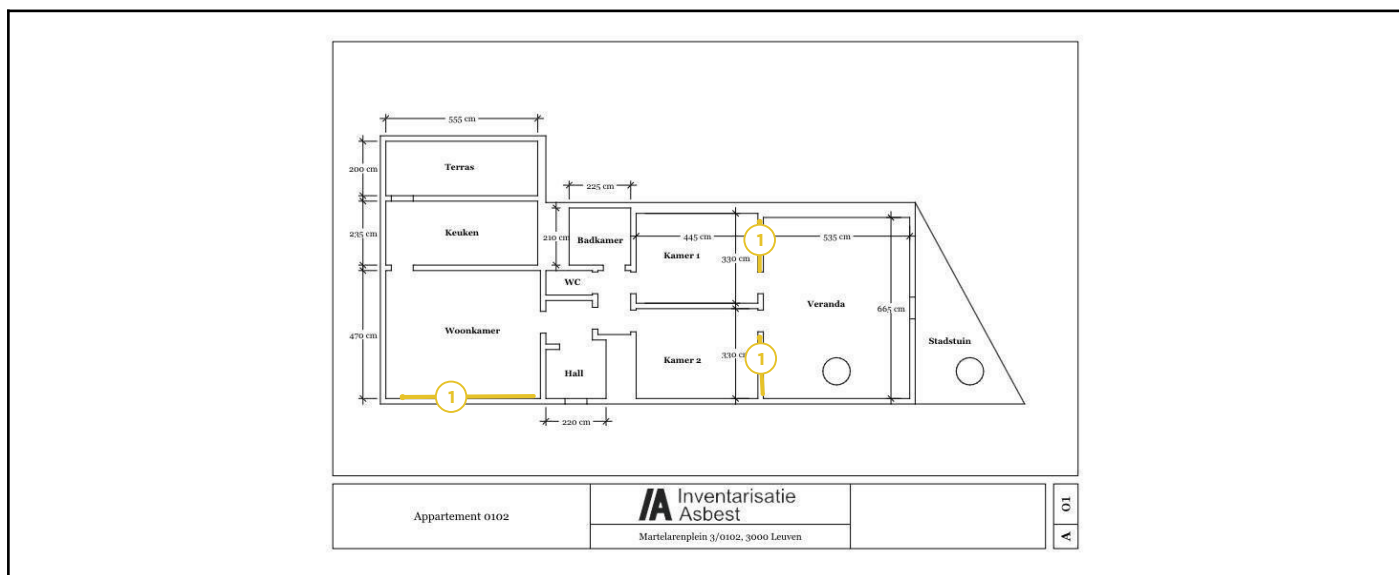 555 cm
200 cm
Terras
225 cm
235 cm
Keuken
210 cm
Badkamer
445 cm
1
535 cm
Kamer 1
330 cm
WC
Veranda
665 cm
470 cm
Woonkamer
Stadstuin
Kamer 2
330 cm
1
Hall
1
220 cm
Appartement 0102
IA Inventarisatie
Asbest
Martelarenplein 3/0102, 3000 Leuven
01
A